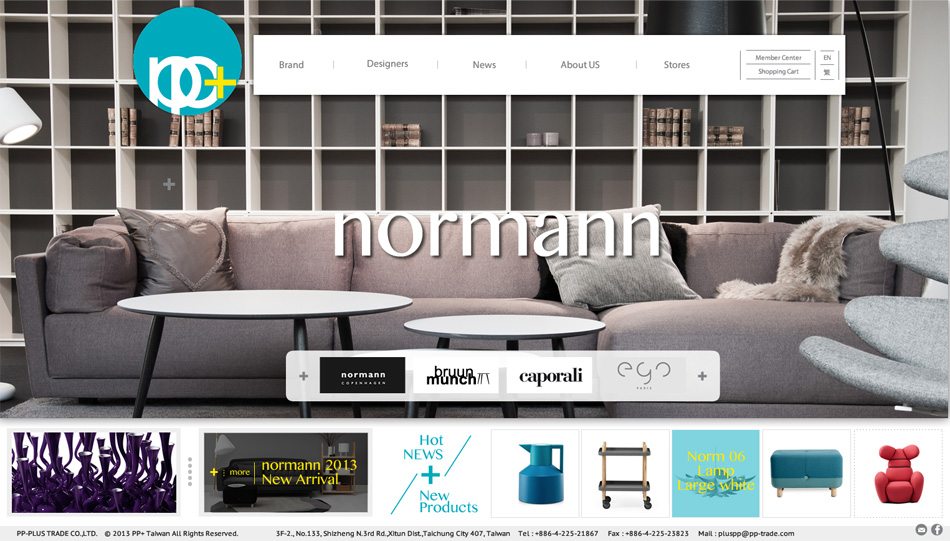 pc+
Brand
Designers
News
About US
Stores
Member Center
Shopping Cart
EN
繁
normann
normann
COPENHAGEN
bruun
munch
caporali
ego
PARIS
+ more
normann 2013
New Arrival
Hot
NEWS
+
New
Products
Norm 06
Lamp
Large white
PP-PLUS TRADE CO.,LTD. © 2013 PP+ Taiwan All Rights Reserved. 3F-2., No.133, Shizheng N.3rd Rd.,Xitun Dist.,Taichung City 407, Taiwan Tel : +886-4-225-21867 Fax : +886-4-225-23823 Mail : pluspp@pp-trade.com